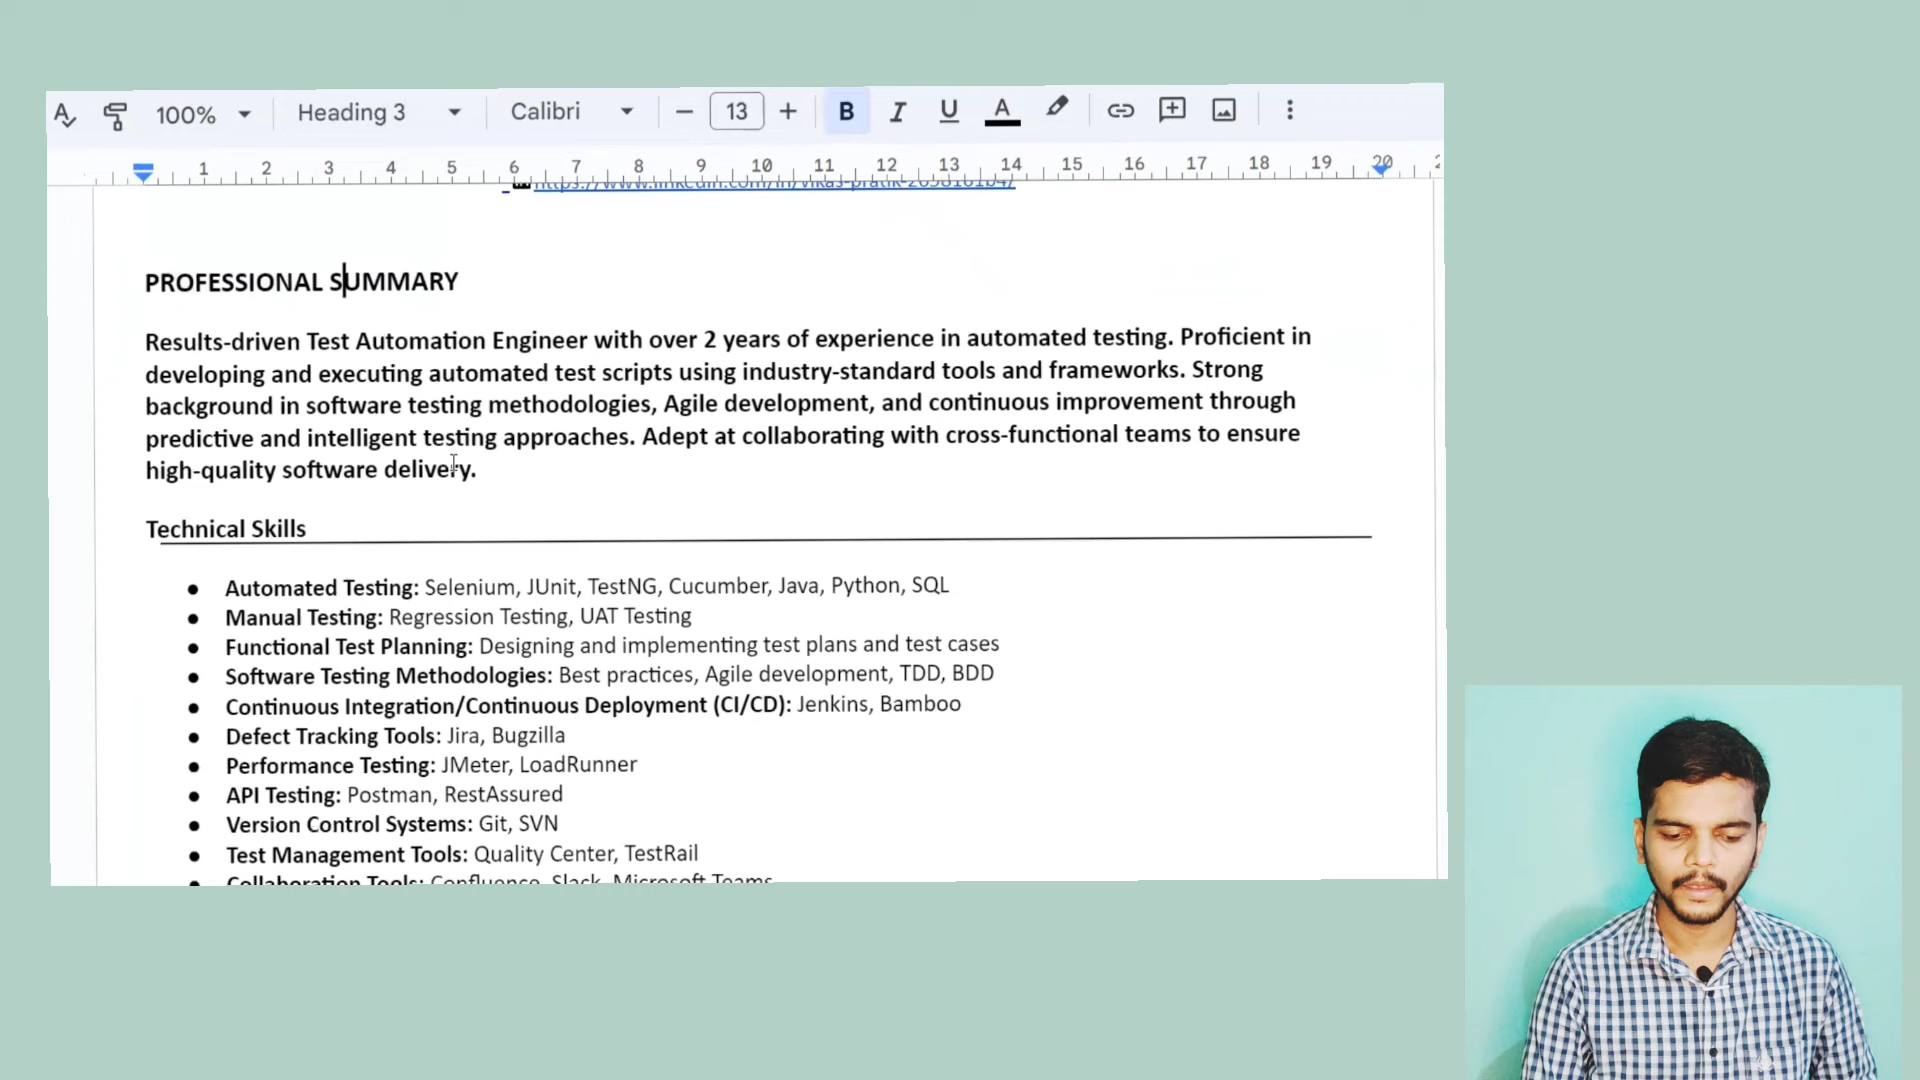 100% Heading 3 Calibri 13 B I U A
1 2 3 4 5 6 7 8 9 10 11 12 13 14 15 16 17 18 19 20
PROFESSIONAL SUMMARY
Results-driven Test Automation Engineer with over 2 years of experience in automated testing. Proficient in
developing and executing automated test scripts using industry-standard tools and frameworks. Strong
background in software testing methodologies, Agile development, and continuous improvement through
predictive and intelligent testing approaches. Adept at collaborating with cross-functional teams to ensure
high-quality software delivery.
Technical Skills
● Automated Testing: Selenium, JUnit, TestNG, Cucumber, Java, Python, SQL
● Manual Testing: Regression Testing, UAT Testing
● Functional Test Planning: Designing and implementing test plans and test cases
● Software Testing Methodologies: Best practices, Agile development, TDD, BDD
● Continuous Integration/Continuous Deployment (CI/CD): Jenkins, Bamboo
● Defect Tracking Tools: Jira, Bugzilla
● Performance Testing: JMeter, LoadRunner
● API Testing: Postman, RestAssured
● Version Control Systems: Git, SVN
● Test Management Tools: Quality Center, TestRail
● Collaboration Tools: Confluence, Slack, Microsoft Teams